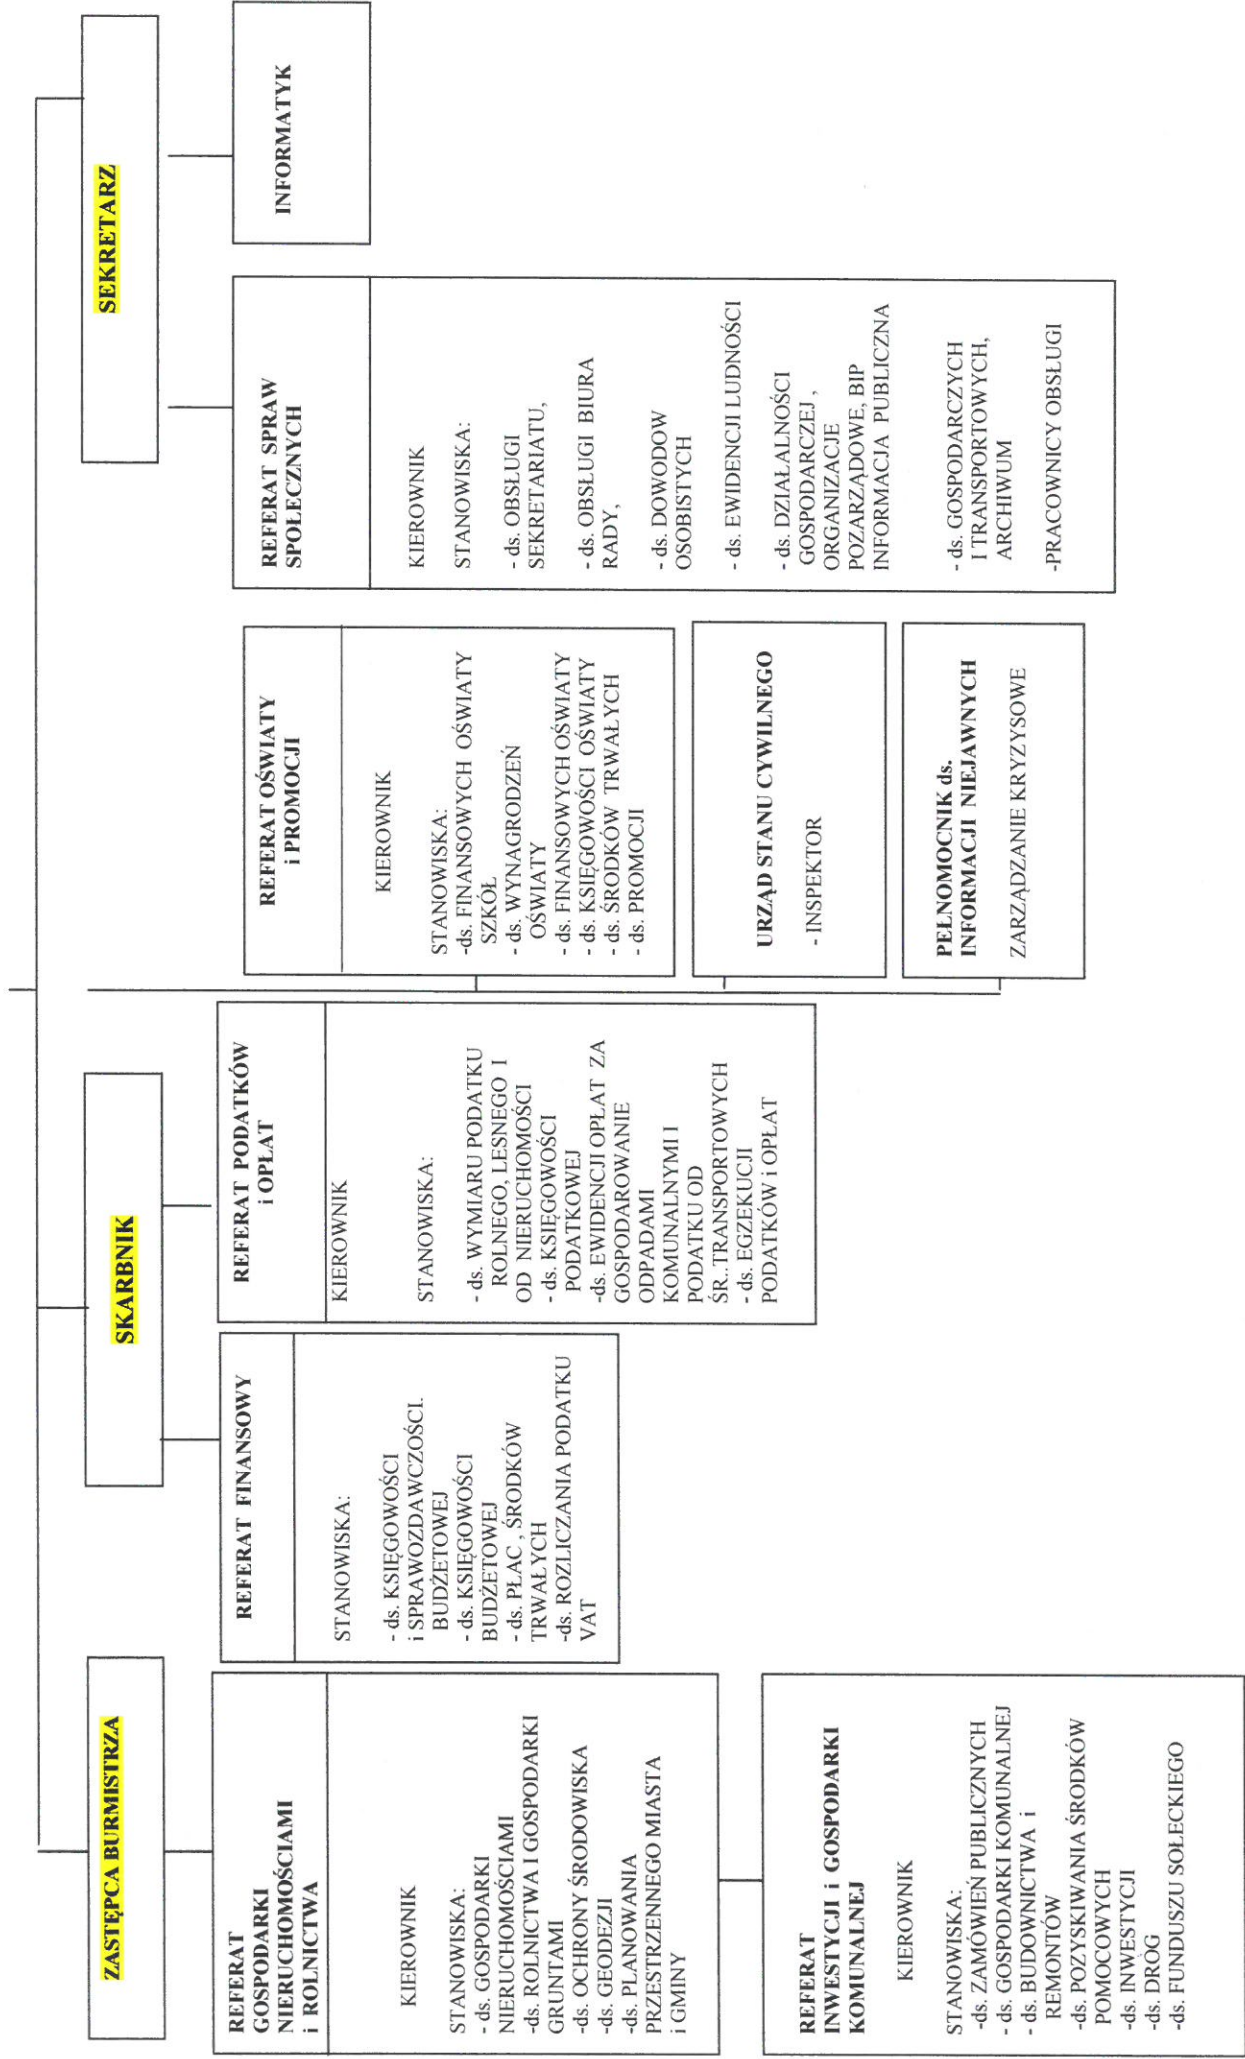 ZASTĘPCA BURMISTRZA
SKARBNIK
SEKRETARZ
REFERAT
GOSPODARKI
NIERUCHOMOŚCIAMI
i ROLNICTWA
KIEROWNIK
STANOWISKA:
- ds. GOSPODARKI
NIERUCHOMOŚCIAMI
-ds. ROLNICTWA I GOSPODARKI
GRUNTAMI
-ds. OCHRONY ŚRODOWISKA
-ds. GEODEZJI
-ds. PLANOWANIA
PRZESTRZENNEGO MIASTA
i GMINY
REFERAT
INWESTYCJI i GOSPODARKI
KOMUNALNEJ
KIEROWNIK
STANOWISKA:
-ds. ZAMÓWIEŃ PUBLICZNYCH
- ds. GOSPODARKI KOMUNALNEJ
- ds. BUDOWNICTWA i
REMONTÓW
-ds. POZYSKIWANIA ŚRODKÓW
POMOCOWYCH
-ds. INWESTYCJI
-ds. DRÓG
-ds. FUNDUSZU SOŁECKIEGO
REFERAT FINANSOWY
STANOWISKA:
- ds. KSIĘGOWOŚCI
i SPRAWOZDAWCZOŚCI.
BUDŻETOWEJ
- ds. KSIĘGOWOŚCI
BUDŻETOWEJ
- ds. PŁAC , ŚRODKÓW
TRWAŁYCH
-ds. ROZLICZANIA PODATKU
VAT
REFERAT PODATKÓW
i OPŁAT
KIEROWNIK
STANOWISKA:
- ds. WYMIARU PODATKU
ROLNEGO, LESNEGO I
OD NIERUCHOMOŚCI
- ds. KSIĘGOWOŚCI
PODATKOWEJ
-ds. EWIDENCJI OPŁAT ZA
GOSPODAROWANIE
ODPADAMI
KOMUNALNYMI I
PODATKU OD
ŚR..TRANSPORTOWYCH
- ds. EGZEKUCJI
PODATKÓW i OPŁAT
REFERAT OŚWIATY
i PROMOCJI
KIEROWNIK
STANOWISKA:
-ds. FINANSOWYCH OŚWIATY
SZKÓŁ
- ds. WYNAGRODZEŃ
OŚWIATY
- ds. FINANSOWYCH OŚWIATY
- ds. KSIĘGOWOŚCI OŚWIATY
- ds. ŚRODKÓW TRWAŁYCH
- ds. PROMOCJI
URZĄD STANU CYWILNEGO
- INSPEKTOR
PEŁNOMOCNIK ds.
INFORMACJI NIEJAWNYCH
ZARZĄDZANIE KRYZYSOWE
REFERAT SPRAW
SPOŁECZNYCH
KIEROWNIK
STANOWISKA:
- ds. OBSŁUGI
SEKRETARIATU,
- ds. OBSŁUGI BIURA
RADY,
- ds. DOWODOW
OSOBISTYCH
- ds. EWIDENCJI LUDNOŚCI
- ds. DZIAŁALNOŚCI
GOSPODARCZEJ ,
ORGANIZACJE
POZARZĄDOWE, BIP
INFORMACJA PUBLICZNA
- ds. GOSPODARCZYCH
I TRANSPORTOWYCH,
ARCHIWUM
-PRACOWNICY OBSŁUGI
INFORMATYK